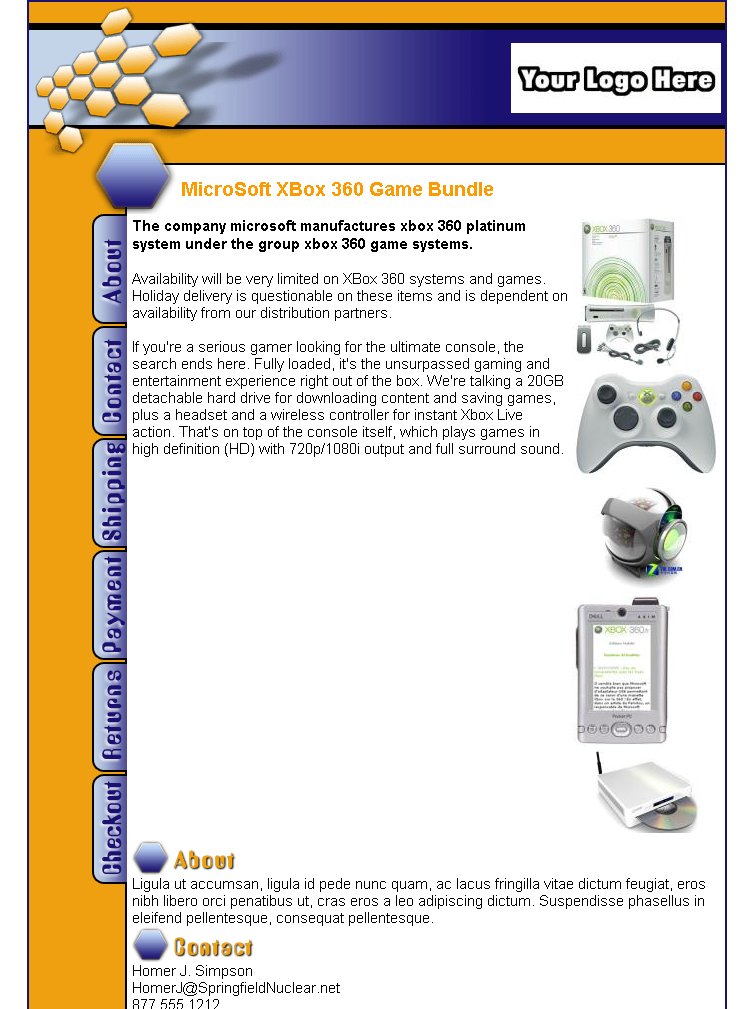 Your Logo Here
MicroSoft XBox 360 Game Bundle
The company microsoft manufactures xbox 360 platinum
system under the group xbox 360 game systems.
Availability will be very limited on XBox 360 systems and games.
Holiday delivery is questionable on these items and is dependent on
availability from our distribution partners.
If you're a serious gamer looking for the ultimate console, the
search ends here. Fully loaded, it's the unsurpassed gaming and
entertainment experience right out of the box. We're talking a 20GB
detachable hard drive for downloading content and saving games,
plus a headset and a wireless controller for instant Xbox Live
action. That's on top of the console itself, which plays games in
high definition (HD) with 720p/1080i output and full surround sound.
About
Contact
Shipping
Payment
Returns
Checkout
XBOX 360
DELL AXIM
XBOX 360
Pocket PC
About
Ligula ut accumsan, ligula id pede nunc quam, ac lacus fringilla vitae dictum feugiat, eros
nibh libero orci penatibus ut, cras eros a leo adipiscing dictum. Suspendisse phasellus in
eleifend pellentesque, consequat pellentesque.
Contact
Homer J. Simpson
HomerJ@SpringfieldNuclear.net
877.555.1212